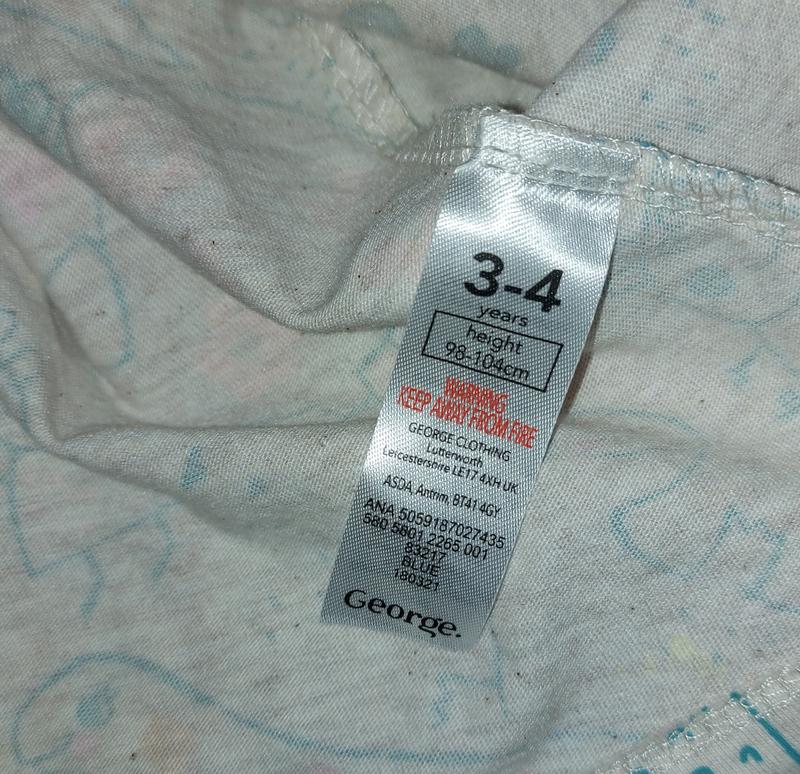 3-4
years
height
98-104cm
WARNING
KEEP AWAY FROM FIRE
GEORGE CLOTHING
Lutterworth
Leicestershire LE17 4XH UK
ASDA, Antrim, BT41 4GY
ANA 5059187027435
580 5801 2265 001
53217
BLUE
180321
George.